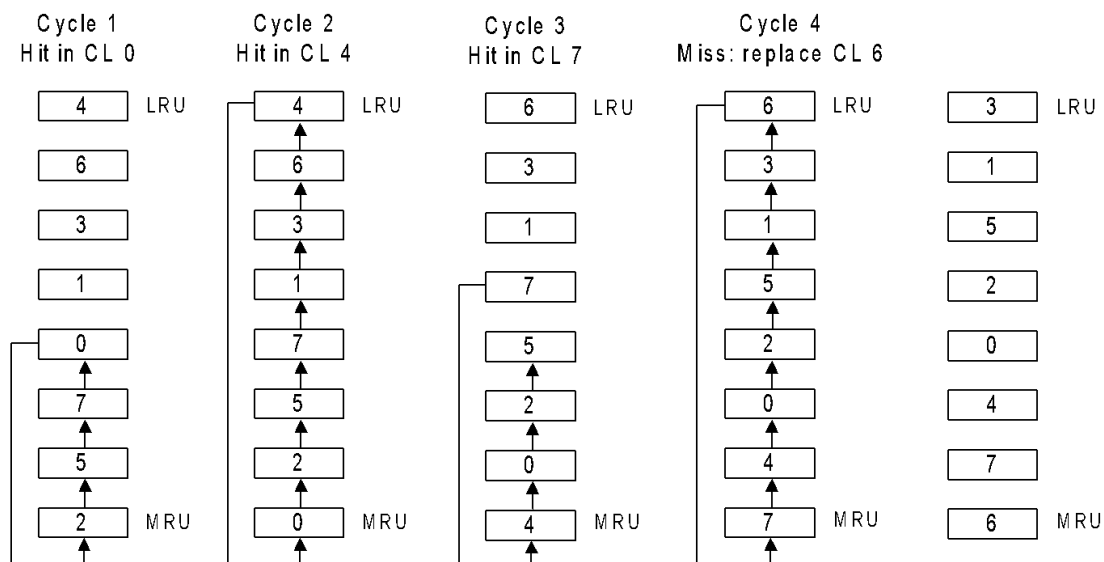 Cycle 1
Hit in CL 0
Cycle 2
Hit in CL 4
Cycle 3
Hit in CL 7
Cycle 4
Miss: replace CL 6
4 LRU
6
3
1
0
7
5
2 MRU
4 LRU
6
3
1
7
5
2
0 MRU
6 LRU
3
1
7
5
2
0
4 MRU
6 LRU
3
1
5
2
0
4
7 MRU
3 LRU
1
5
2
0
4
7
6 MRU